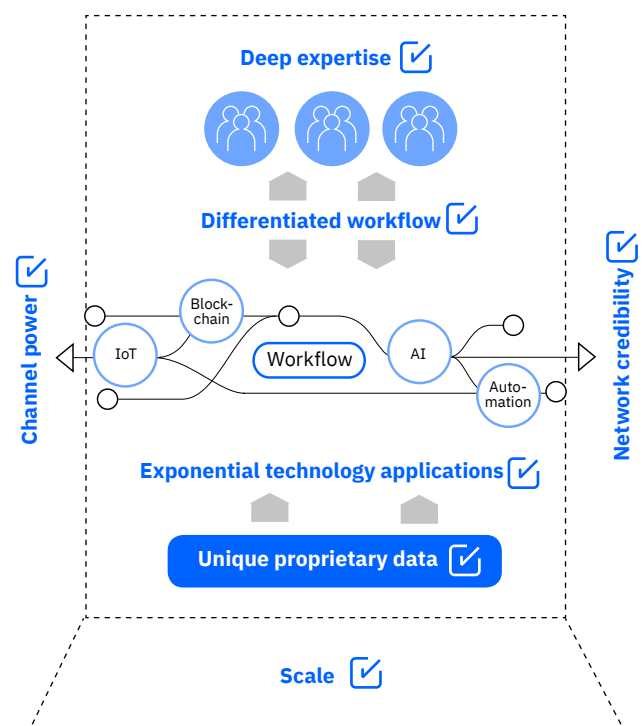 Deep expertise
Differentiated workflow
Channel power
Network credibility
Block-
chain
IoT
Workflow
AI
Auto-
mation
Exponential technology applications
Unique proprietary data
Scale